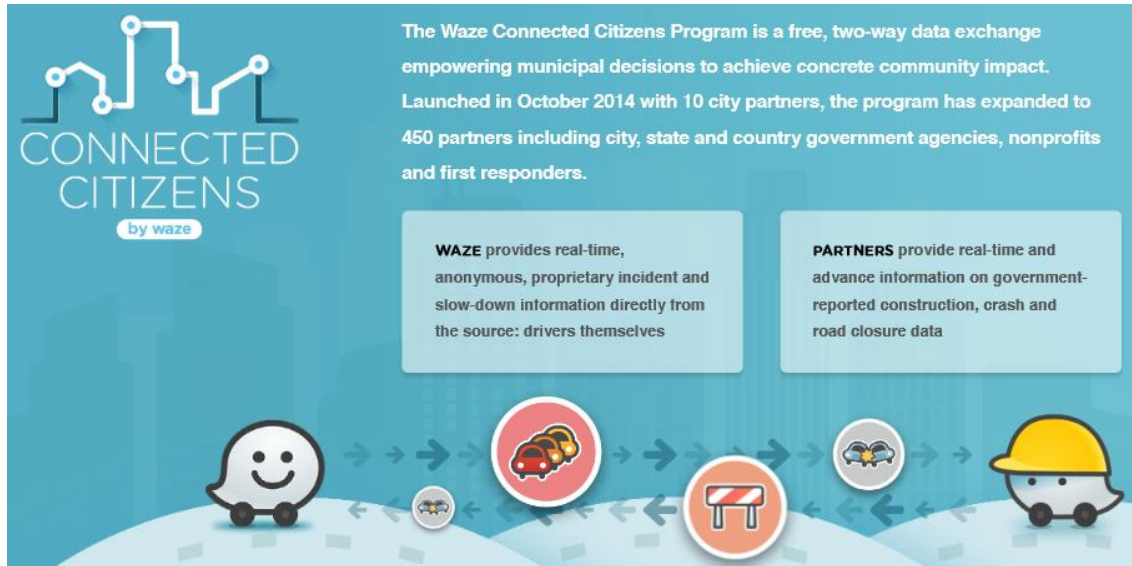 CONNECTED
CITIZENS
by waze
The Waze Connected Citizens Program is a free, two-way data exchange
empowering municipal decisions to achieve concrete community impact.
Launched in October 2014 with 10 city partners, the program has expanded to
450 partners including city, state and country government agencies, nonprofits
and first responders.
WAZE provides real-time,
anonymous, proprietary incident and
slow-down information directly from
the source: drivers themselves
PARTNERS provide real-time and
advance information on government-
reported construction, crash and
road closure data